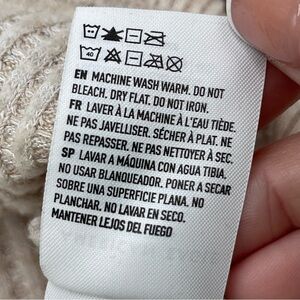 40
EN MACHINE WASH WARM. DO NOT
BLEACH. DRY FLAT. DO NOT IRON.
FR LAVER À LA MACHINE À L'EAU TIÈDE.
NE PAS JAVELLISER. SÉCHER À PLAT. NE
PAS REPASSER. NE PAS NETTOYER À SEC.
SP LAVAR A MÁQUINA CON AGUA TIBIA.
NO USAR BLANQUEADOR. PONER A SECAR
SOBRE UNA SUPERFICIE PLANA. NO
PLANCHAR. NO LAVAR EN SECO.
MANTENER LEJOS DEL FUEGO